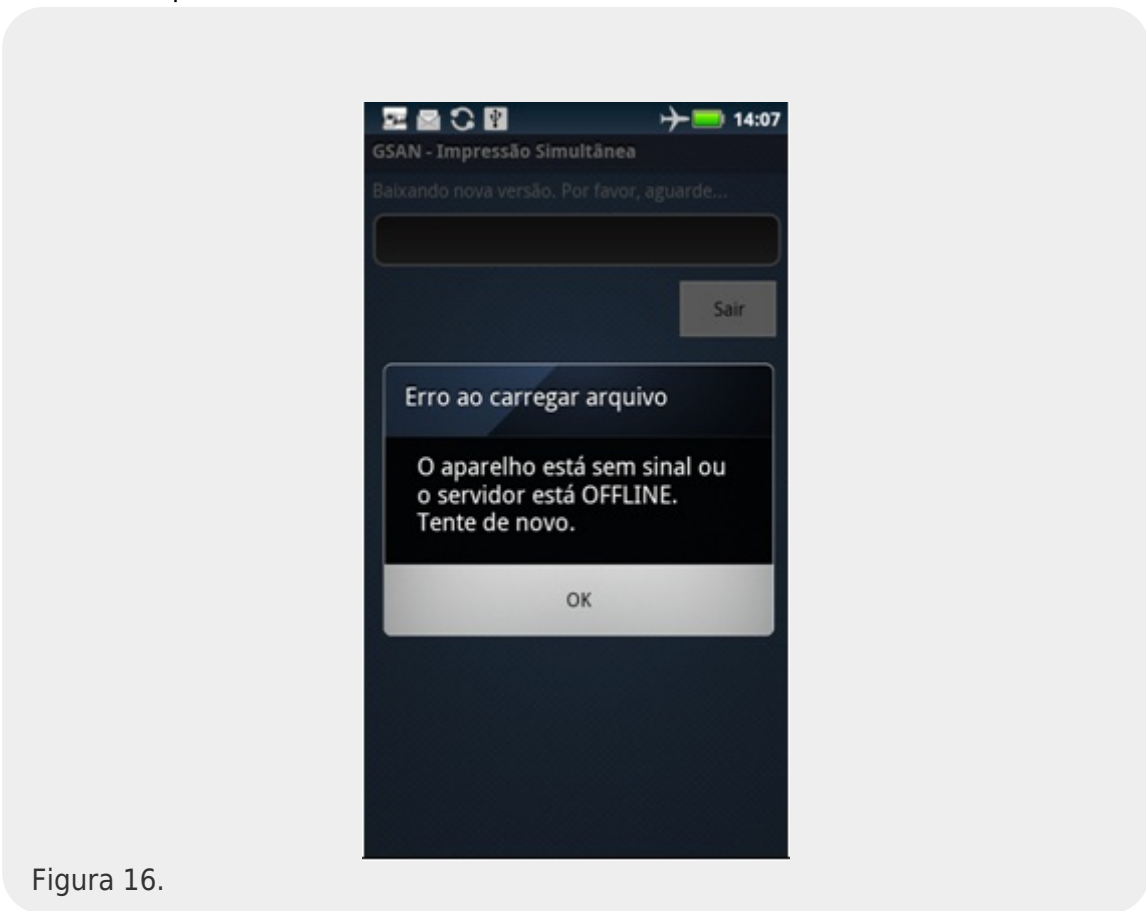 14:07
GSAN - Impressão Simultânea
Baixando nova versão. Por favor, aguarde...
Sair
Erro ao carregar arquivo
O aparelho está sem sinal ou
o servidor está OFFLINE.
Tente de novo.
OK
Figura 16.